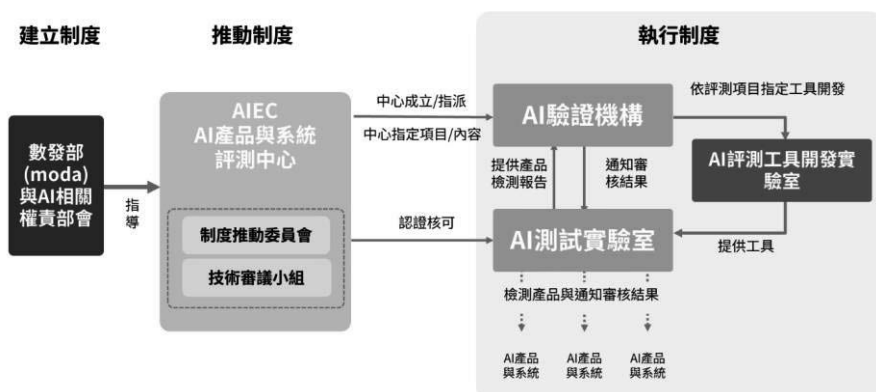 建立制度
推動制度
執行制度
數發部
(moda)
與AI相關
權責部會
指
導
AIEC
AI產品與系統
評測中心
制度推動委員會
技術審議小組
中心成立/指派
中心指定項目/內容
認證核可
AI驗證機構
依評測項目指定工具開發
提供產品
檢測報告
通知審
核結果
AI評測工具開發實
驗室
AI測試實驗室
提供工具
檢測產品與通知審核結果
AI產品
與系統
AI產品
與系統
AI產品
與系統